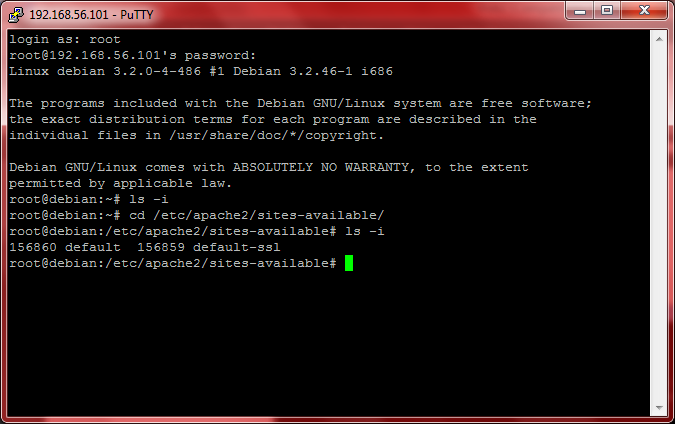 192.168.56.101 - PuTTY
login as: root
root@192.168.56.101's password:
Linux debian 3.2.0-4-486 #1 Debian 3.2.46-1 i686
The programs included with the Debian GNU/Linux system are free software;
the exact distribution terms for each program are described in the
individual files in /usr/share/doc/*/copyright.
Debian GNU/Linux comes with ABSOLUTELY NO WARRANTY, to the extent
permitted by applicable law.
root@debian:~# ls -i
root@debian:~# cd /etc/apache2/sites-available/
root@debian:/etc/apache2/sites-available# ls -i
156860 default  156859 default-ssl
root@debian:/etc/apache2/sites-available#